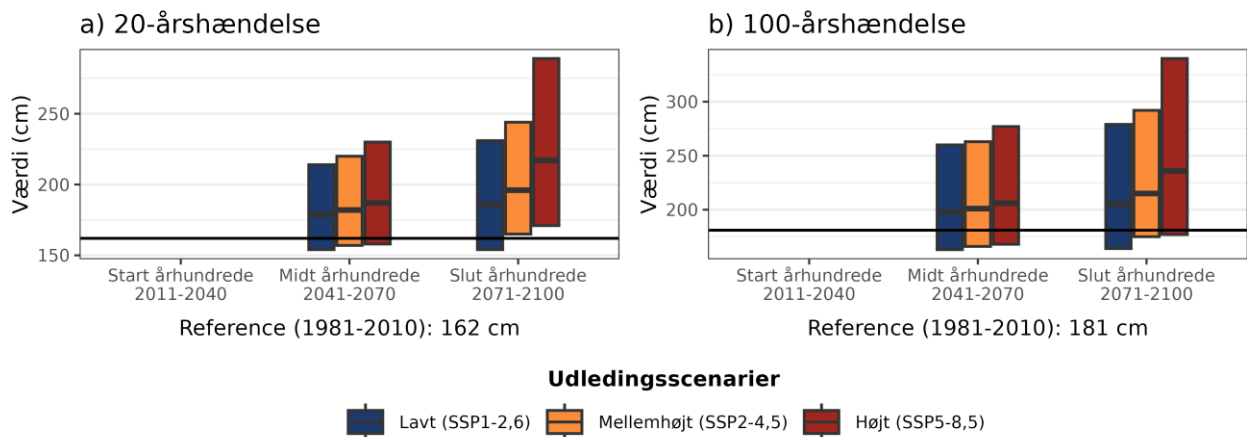 a) 20-årshændelse
Værdi (cm)
250
200
150
Start århundrede
2011-2040
Midt århundrede
2041-2070
Slut århundrede
2071-2100
Reference (1981-2010): 162 cm
b) 100-årshændelse
Værdi (cm)
300
250
200
Start århundrede
2011-2040
Midt århundrede
2041-2070
Slut århundrede
2071-2100
Reference (1981-2010): 181 cm
Udledingsscenarier
Lavt (SSP1-2,6)
Mellemhøjt (SSP2-4,5)
Højt (SSP5-8,5)